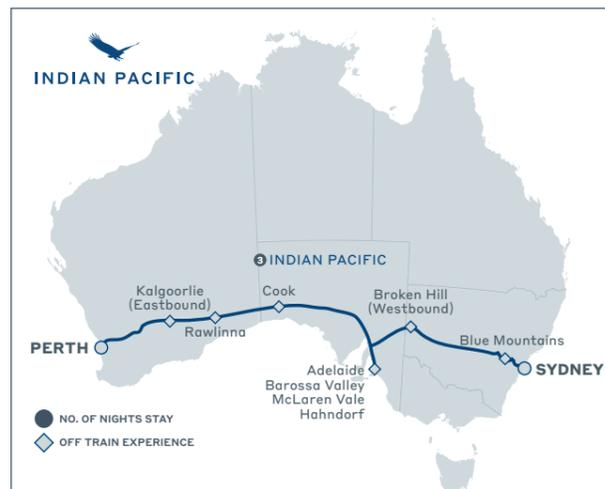 INDIAN PACIFIC
3 INDIAN PACIFIC
Kalgoorlie
(Eastbound)
Cook
Broken Hill
(Westbound)
Rawlinna
Blue Mountains
PERTH
SYDNEY
Adelaide
Barossa Valley
McLaren Vale
Hahndorf
NO. OF NIGHTS STAY
OFF TRAIN EXPERIENCE